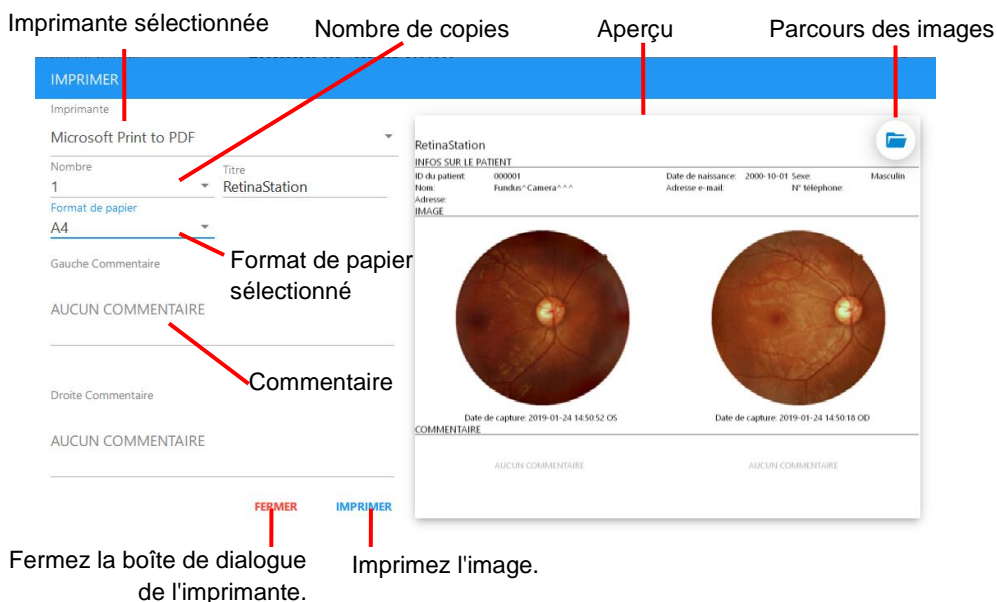 Imprimante sélectionnée
Nombre de copies
Aperçu
Parcours des images
IMPRIMER
Imprimante
Microsoft Print to PDF
Nombre
Titre
1
RetinaStation
Format de papier
A4
Format de papier
sélectionné
Gauche Commentaire
AUCUN COMMENTAIRE
Commentaire
Droite Commentaire
AUCUN COMMENTAIRE
FERMER
IMPRIMER
Fermez la boîte de dialogue
de l'imprimante.
Imprimez l'image.
RetinaStation
INFOS SUR LE PATIENT
ID du patient: 000001 Date de naissance: 2000-10-01 Sexe: Masculin
Nom: Fundus^Camera^^^ Adresse e-mail: N° téléphone:
Adresse:
IMAGE
Date de capture: 2019-01-24 14:50:52 OS
Date de capture: 2019-01-24 14:50:18 OD
COMMENTAIRE
AUCUN COMMENTAIRE
AUCUN COMMENTAIRE